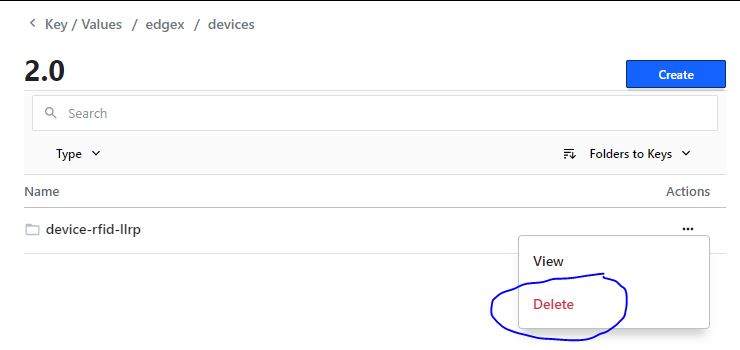 Key / Values / edgex / devices
2.0
Create
Search
Type
Folders to Keys
Name Actions
device-rfid-llrp
View
Delete